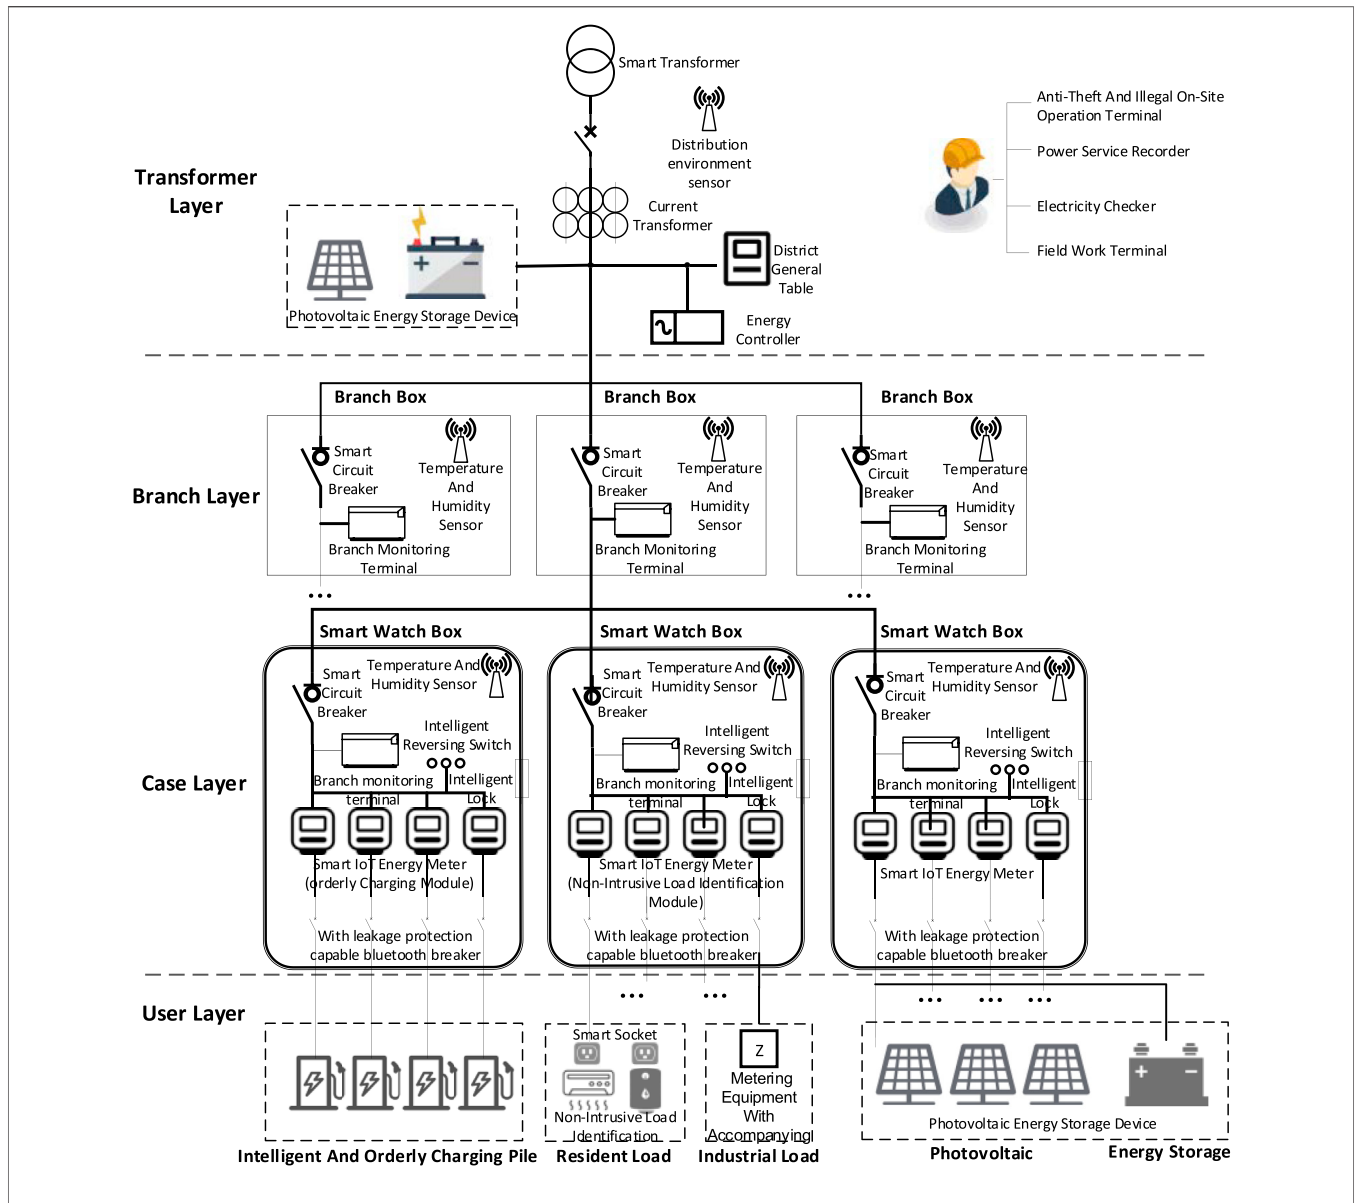 Smart Transformer
Distribution
environment
sensor
Anti-Theft And Illegal On-Site
Operation Terminal
Power Service Recorder
Electricity Checker
Field Work Terminal
Transformer
Layer
Current
Transformer
District
General
Table
Photovoltaic Energy Storage Device
Energy
Controller
Branch Box
Branch Box
Branch Box
Branch Layer
Smart
Circuit
Breaker
Temperature
And
Humidity
Sensor
Branch Monitoring
Terminal
Smart
Circuit
Breaker
Temperature
And
Humidity
Sensor
Branch Monitoring
Terminal
Smart
Circuit
Breaker
Temperature
And
Humidity
Sensor
Branch Monitoring
Terminal
...
...
Smart Watch Box
Smart Watch Box
Smart Watch Box
Case Layer
Smart
Circuit
Breaker
Temperature And
Humidity Sensor
Intelligent
Reversing Switch
Branch monitoring
terminal
Intelligent
Lock
Smart IoT Energy Meter
(orderly Charging Module)
With leakage protection
capable bluetooth breaker
Smart
Circuit
Breaker
Temperature And
Humidity Sensor
Intelligent
Reversing Switch
Branch monitoring
terminal
Intelligent
Lock
Smart IoT Energy Meter
(Non-Intrusive Load Identification
Module)
With leakage protection
capable bluetooth breaker
Smart
Circuit
Breaker
Temperature And
Humidity Sensor
Intelligent
Reversing Switch
Branch monitoring
terminal
Intelligent
Lock
Smart IoT Energy Meter
With leakage protection
capable bluetooth breaker
User Layer
...
...
...
...
Smart Socket
Non-Intrusive Load
Identification
Z
Metering
Equipment
With
Accompanying
Photovoltaic Energy Storage Device
Intelligent And Orderly Charging Pile
Resident Load
Industrial Load
Photovoltaic
Energy Storage